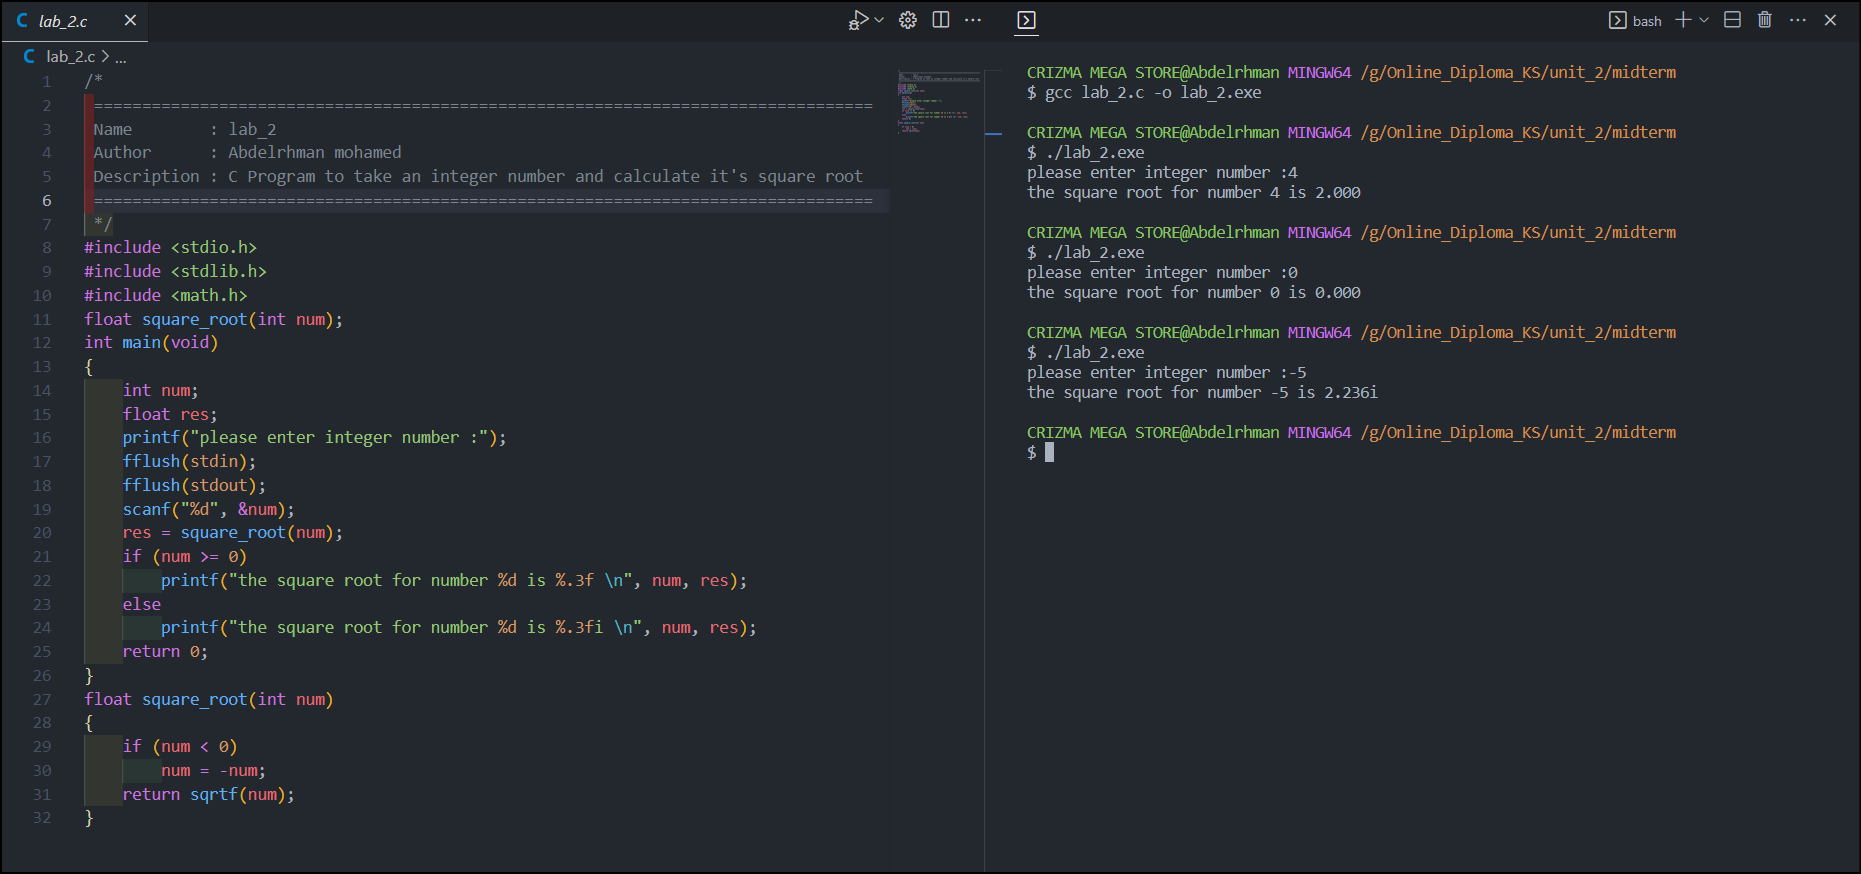 lab_2.c
lab_2.c > ...
1 /*
2 =================================================================================
3 Name        : lab_2
4 Author      : Abdelrhman mohamed
5 Description : C Program to take an integer number and calculate it's square root
6 =================================================================================
7 */
8 #include <stdio.h>
9 #include <stdlib.h>
10 #include <math.h>
11 float square_root(int num);
12 int main(void)
13 {
14     int num;
15     float res;
16     printf("please enter integer number :");
17     fflush(stdin);
18     fflush(stdout);
19     scanf("%d", &num);
20     res = square_root(num);
21     if (num >= 0)
22         printf("the square root for number %d is %.3f \n", num, res);
23     else
24         printf("the square root for number %d is %.3fi \n", num, res);
25     return 0;
26 }
27 float square_root(int num)
28 {
29     if (num < 0)
30         num = -num;
31     return sqrtf(num);
32 }
bash
CRIZMA MEGA STORE@Abdelrhman MINGW64 /g/Online_Diploma_KS/unit_2/midterm
$ gcc lab_2.c -o lab_2.exe
CRIZMA MEGA STORE@Abdelrhman MINGW64 /g/Online_Diploma_KS/unit_2/midterm
$ ./lab_2.exe
please enter integer number :4
the square root for number 4 is 2.000
CRIZMA MEGA STORE@Abdelrhman MINGW64 /g/Online_Diploma_KS/unit_2/midterm
$ ./lab_2.exe
please enter integer number :0
the square root for number 0 is 0.000
CRIZMA MEGA STORE@Abdelrhman MINGW64 /g/Online_Diploma_KS/unit_2/midterm
$ ./lab_2.exe
please enter integer number :-5
the square root for number -5 is 2.236i
CRIZMA MEGA STORE@Abdelrhman MINGW64 /g/Online_Diploma_KS/unit_2/midterm
$